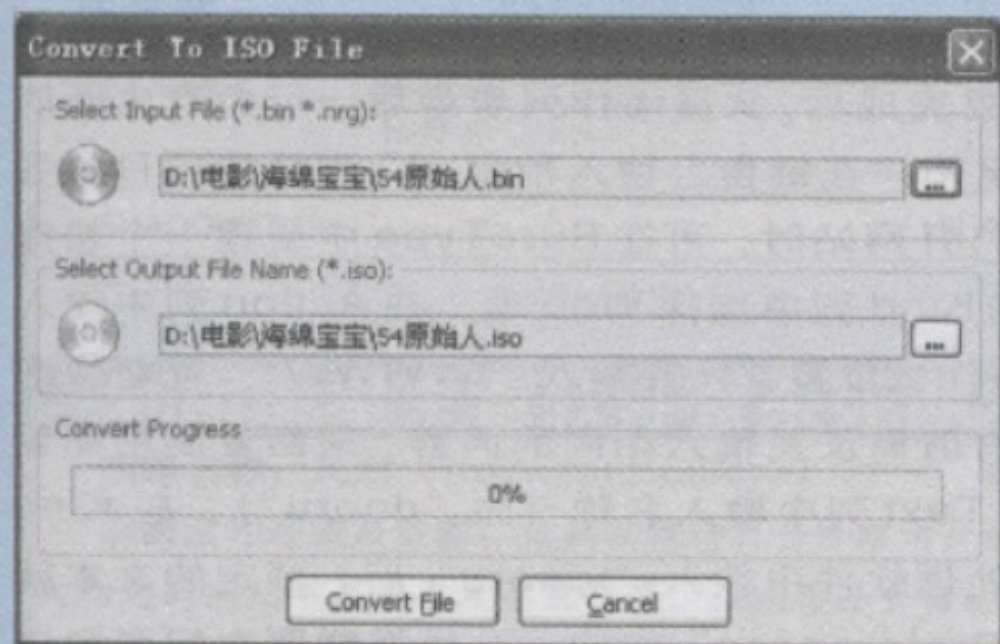 Convert To ISO File
Select Input File (*.bin *.nrg):
D:\电影\海绵宝宝\54原始人.bin
...
Select Output File Name (*.iso):
D:\电影\海绵宝宝\54原始人.iso
...
Convert Progress
0%
Convert File
Cancel